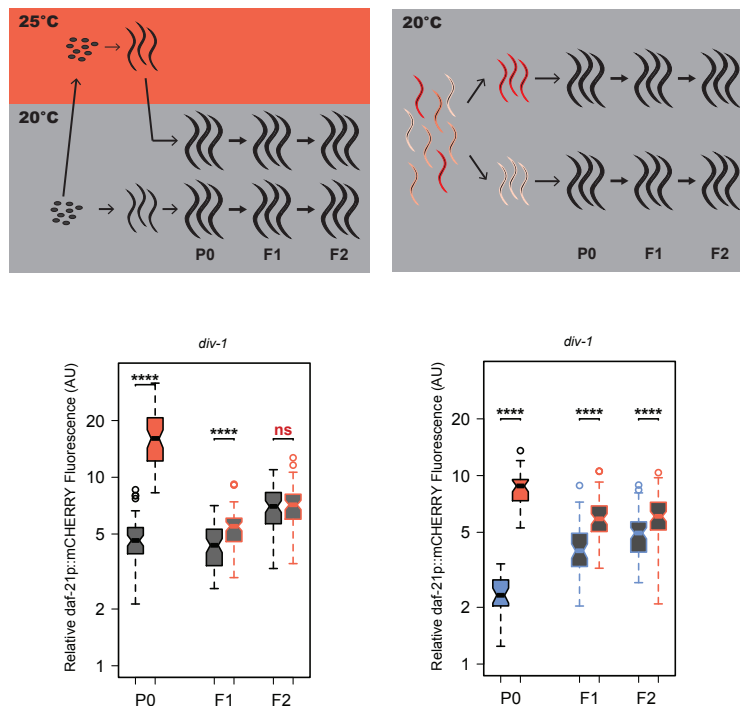 25°C
20°C
P0 F1 F2
20°C
P0 F1 F2
div-1
Relative daf-21p::mCHERRY Fluorescence (AU)
20
10
5
2
1
****
****
ns
P0 F1 F2
div-1
Relative daf-21p::mCHERRY Fluorescence (AU)
20
10
5
2
1
****
****
****
P0 F1 F2